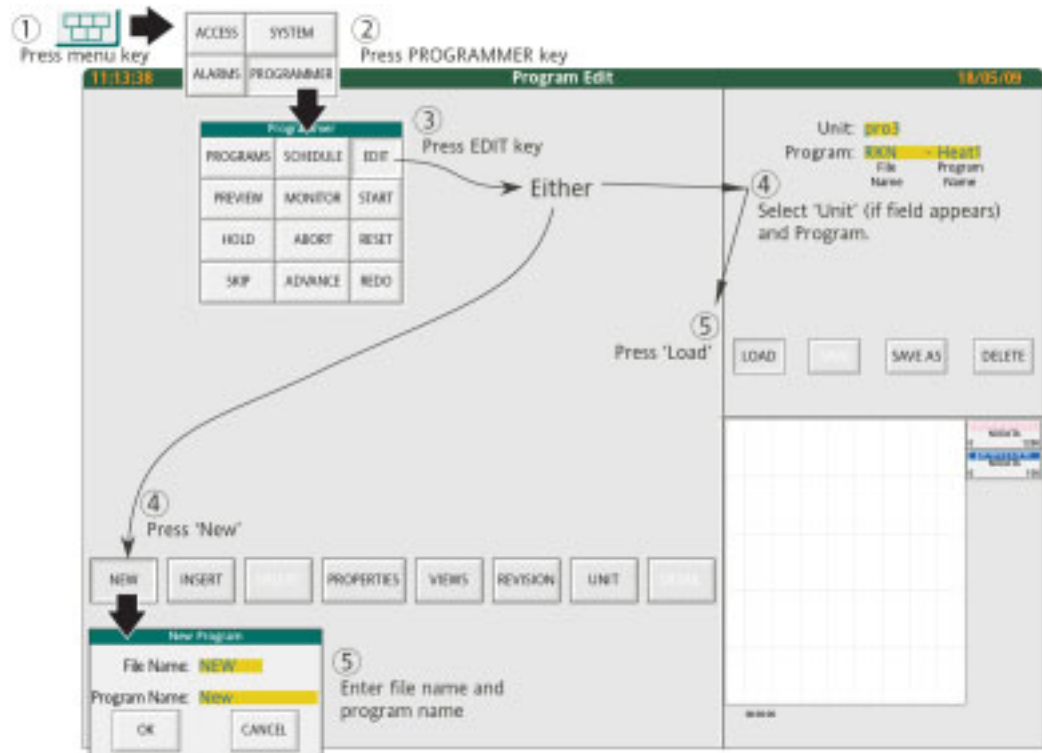 ①
Press menu key
ACCESS SYSTEM
ALARMS PROGRAMMER
②
Press PROGRAMMER key
11:13:38 Program Edit 18/05/09
Programmer
PROGRAMS SCHEDULE EDIT
PREVIEW MONITOR START
HOLD ABORT RESET
SKIP ADVANCE REDO
③
Press EDIT key
Either
Unit: pro3
Program: RKN - Heat1
File Name
Program Name
④
Select 'Unit' (if field appears)
and Program.
⑤
Press 'Load'
LOAD SAVE AS DELETE
④
Press 'New'
NEW INSERT PROPERTIES VIEWS REVISION UNIT
New Program
File Name: NEW
Program Name: New
OK CANCEL
⑤
Enter file name and
program name